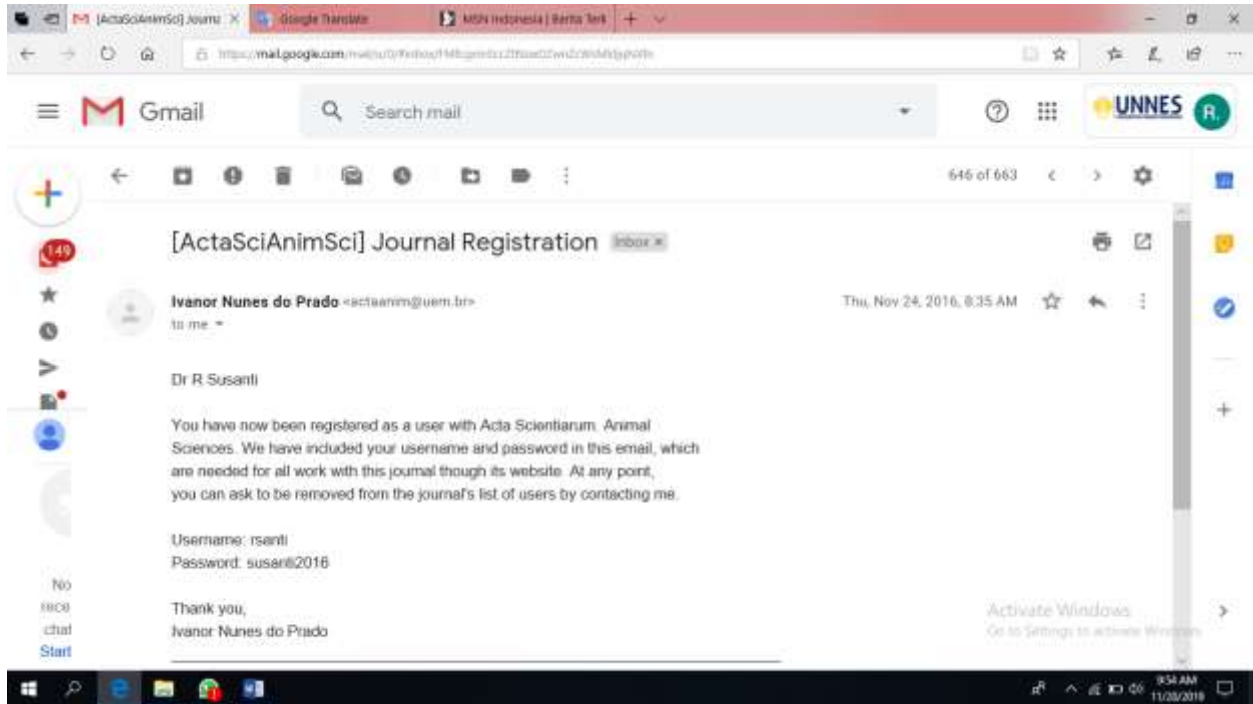 [ActaSciAnimSci] Journa
Google Translate
MSN Indonesia | Berita Terk
mail.google.com
Gmail
Search mail
UNNES
R.
646 of 663
149
[ActaSciAnimSci] Journal Registration Inbox ×
Ivanor Nunes do Prado <actaanim@uem.br>
Thu, Nov 24, 2016, 8:35 AM
to me
Dr R Susanti
You have now been registered as a user with Acta Scientiarum. Animal
Sciences. We have included your username and password in this email, which
are needed for all work with this journal though its website. At any point,
you can ask to be removed from the journal's list of users by contacting me.
Username: rsanti
Password: susanti2016
Thank you,
Ivanor Nunes do Prado
No
rece
chat
Start
Activate Windows
Go to Settings to activate Windows
9:54 AM